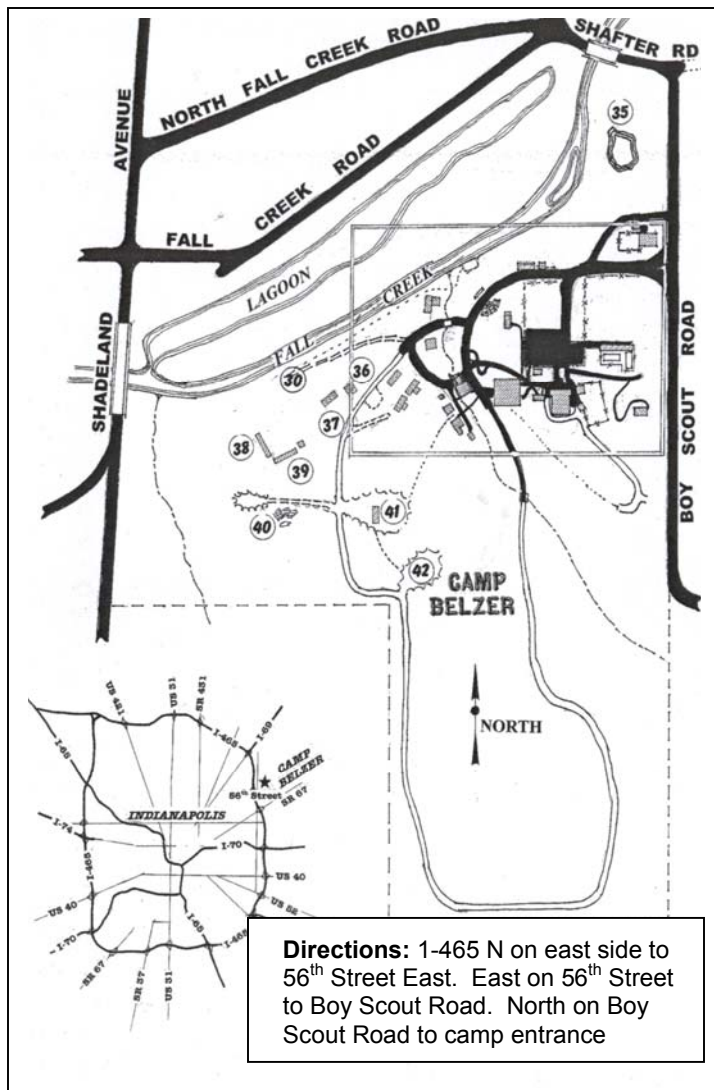 SHAFTER RD
NORTH FALL CREEK ROAD
AVENUE
35
CREEK ROAD
FALL
LAGOON
FALL CREEK
SHADELAND
BOY SCOUT ROAD
30
36
37
38
39
40
41
42
CAMP
BELZER
NORTH
US 421
US 31
SR 431
I-465
I-69
I-65
CAMP
BELZER
56th Street
SR 67
INDIANAPOLIS
I-74
I-70
I-465
US 40
US 40
US 52
I-70
I-65
I-465
SR 67
SR 37
US 31
Directions: 1-465 N on east side to
56th Street East. East on 56th Street
to Boy Scout Road. North on Boy
Scout Road to camp entrance